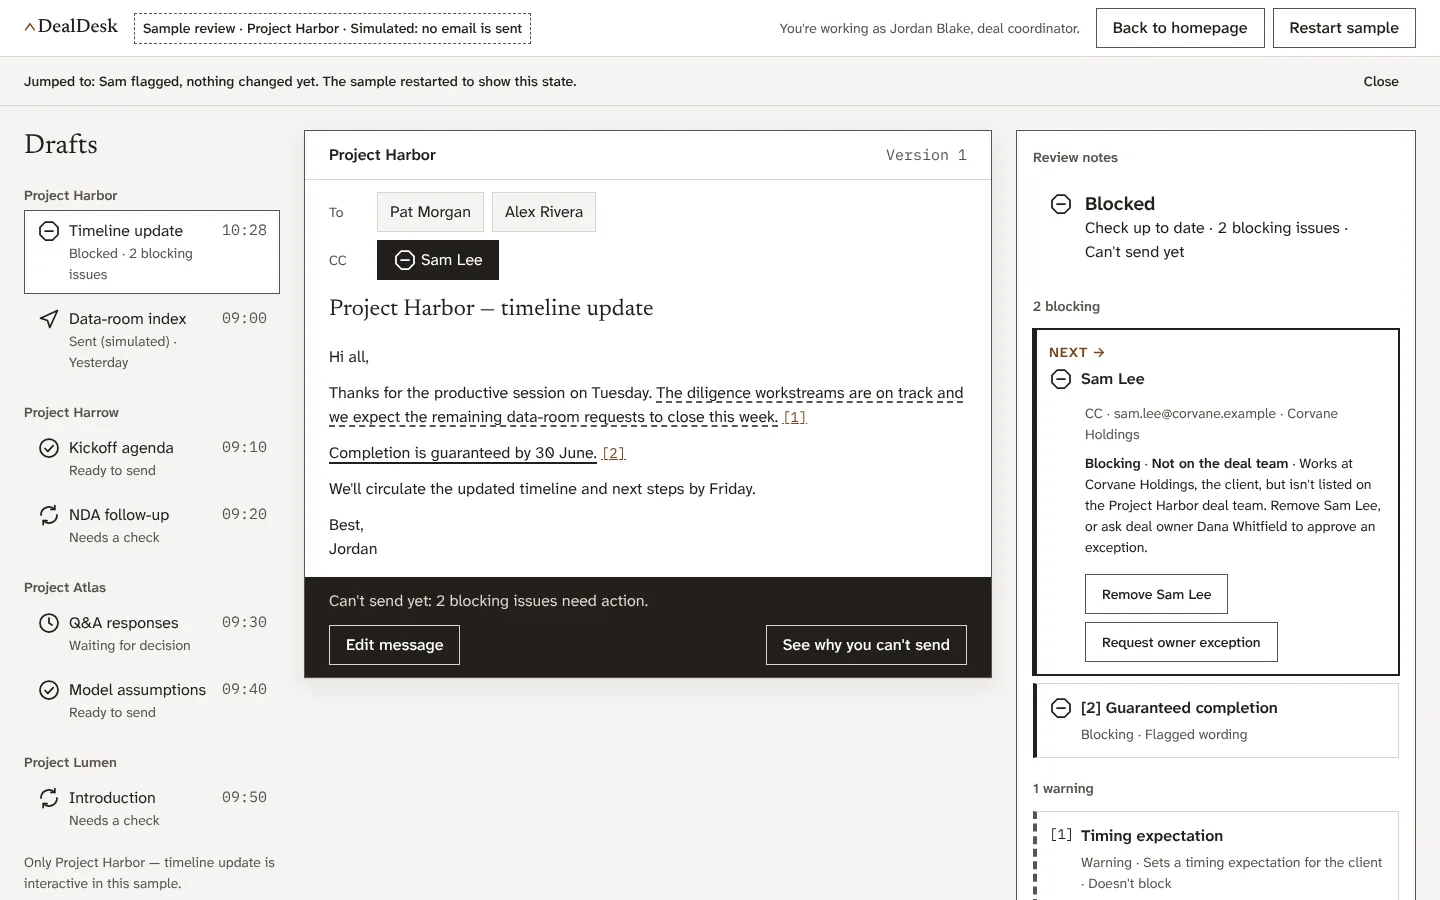 DealDesk
Sample review · Project Harbor · Simulated: no email is sent
You're working as Jordan Blake, deal coordinator.
Back to homepage
Restart sample
Jumped to: Sam flagged, nothing changed yet. The sample restarted to show this state.
Close
Drafts
Project Harbor
Timeline update 10:28
Blocked · 2 blocking
issues
Data-room index 09:00
Sent (simulated) ·
Yesterday
Project Harrow
Kickoff agenda 09:10
Ready to send
NDA follow-up 09:20
Needs a check
Project Atlas
Q&A responses 09:30
Waiting for decision
Model assumptions 09:40
Ready to send
Project Lumen
Introduction 09:50
Needs a check
Only Project Harbor — timeline update is
interactive in this sample.
Project Harbor Version 1
To Pat Morgan Alex Rivera
CC Sam Lee
Project Harbor — timeline update
Hi all,
Thanks for the productive session on Tuesday. The diligence workstreams are on track and
we expect the remaining data-room requests to close this week. [1]
Completion is guaranteed by 30 June. [2]
We'll circulate the updated timeline and next steps by Friday.
Best,
Jordan
Can't send yet: 2 blocking issues need action.
Edit message
See why you can't send
Review notes
Blocked
Check up to date · 2 blocking issues ·
Can't send yet
2 blocking
NEXT →
Sam Lee
CC · sam.lee@corvane.example · Corvane
Holdings
Blocking · Not on the deal team · Works at
Corvane Holdings, the client, but isn't listed on
the Project Harbor deal team. Remove Sam Lee,
or ask deal owner Dana Whitfield to approve an
exception.
Remove Sam Lee
Request owner exception
[2] Guaranteed completion
Blocking · Flagged wording
1 warning
[1] Timing expectation
Warning · Sets a timing expectation for the client
· Doesn't block